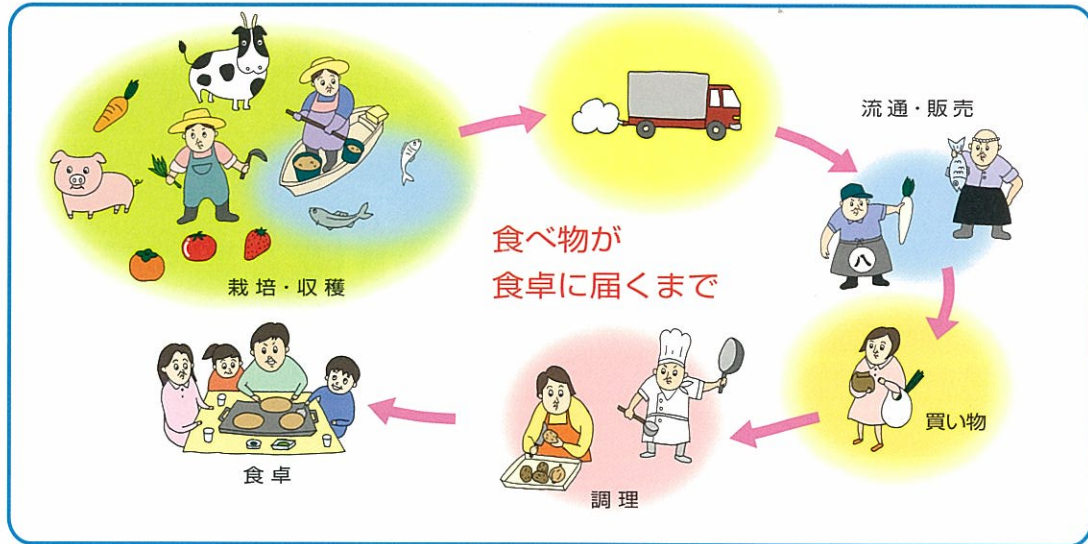 栽培・収穫
流通・販売
八
食べ物が
食卓に届くまで
買い物
調理
食卓